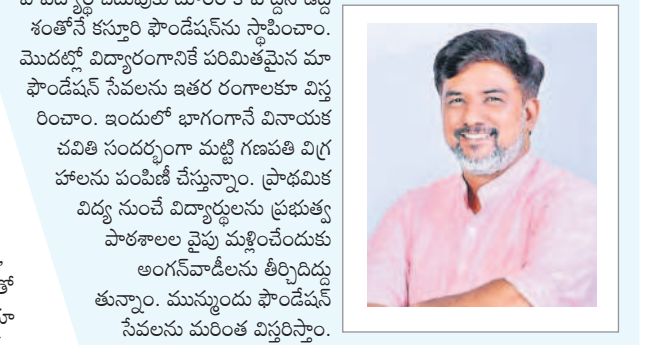 శంతోనే కస్తూరి ఫౌండేషన్‌ను స్థాపించాం.
మొదట్లో విద్యారంగానికే పరిమితమైన మా
ఫౌండేషన్ సేవలను ఇతర రంగాలకూ విస్త
రించాం. ఇందులో భాగంగానే వినాయక
చవితి సందర్భంగా మట్టి గణపతి విగ్ర
హాలను పంపిణీ చేస్తున్నాం. ప్రాథమిక
విద్య నుంచే విద్యార్థులను ప్రభుత్వ
పాఠశాలల వైపు మళ్లించేందుకు
అంగన్‌వాడీలను తీర్చిదిద్దు
తున్నాం. మున్ముందు ఫౌండేషన్
సేవలను మరింత విస్తరిస్తాం.